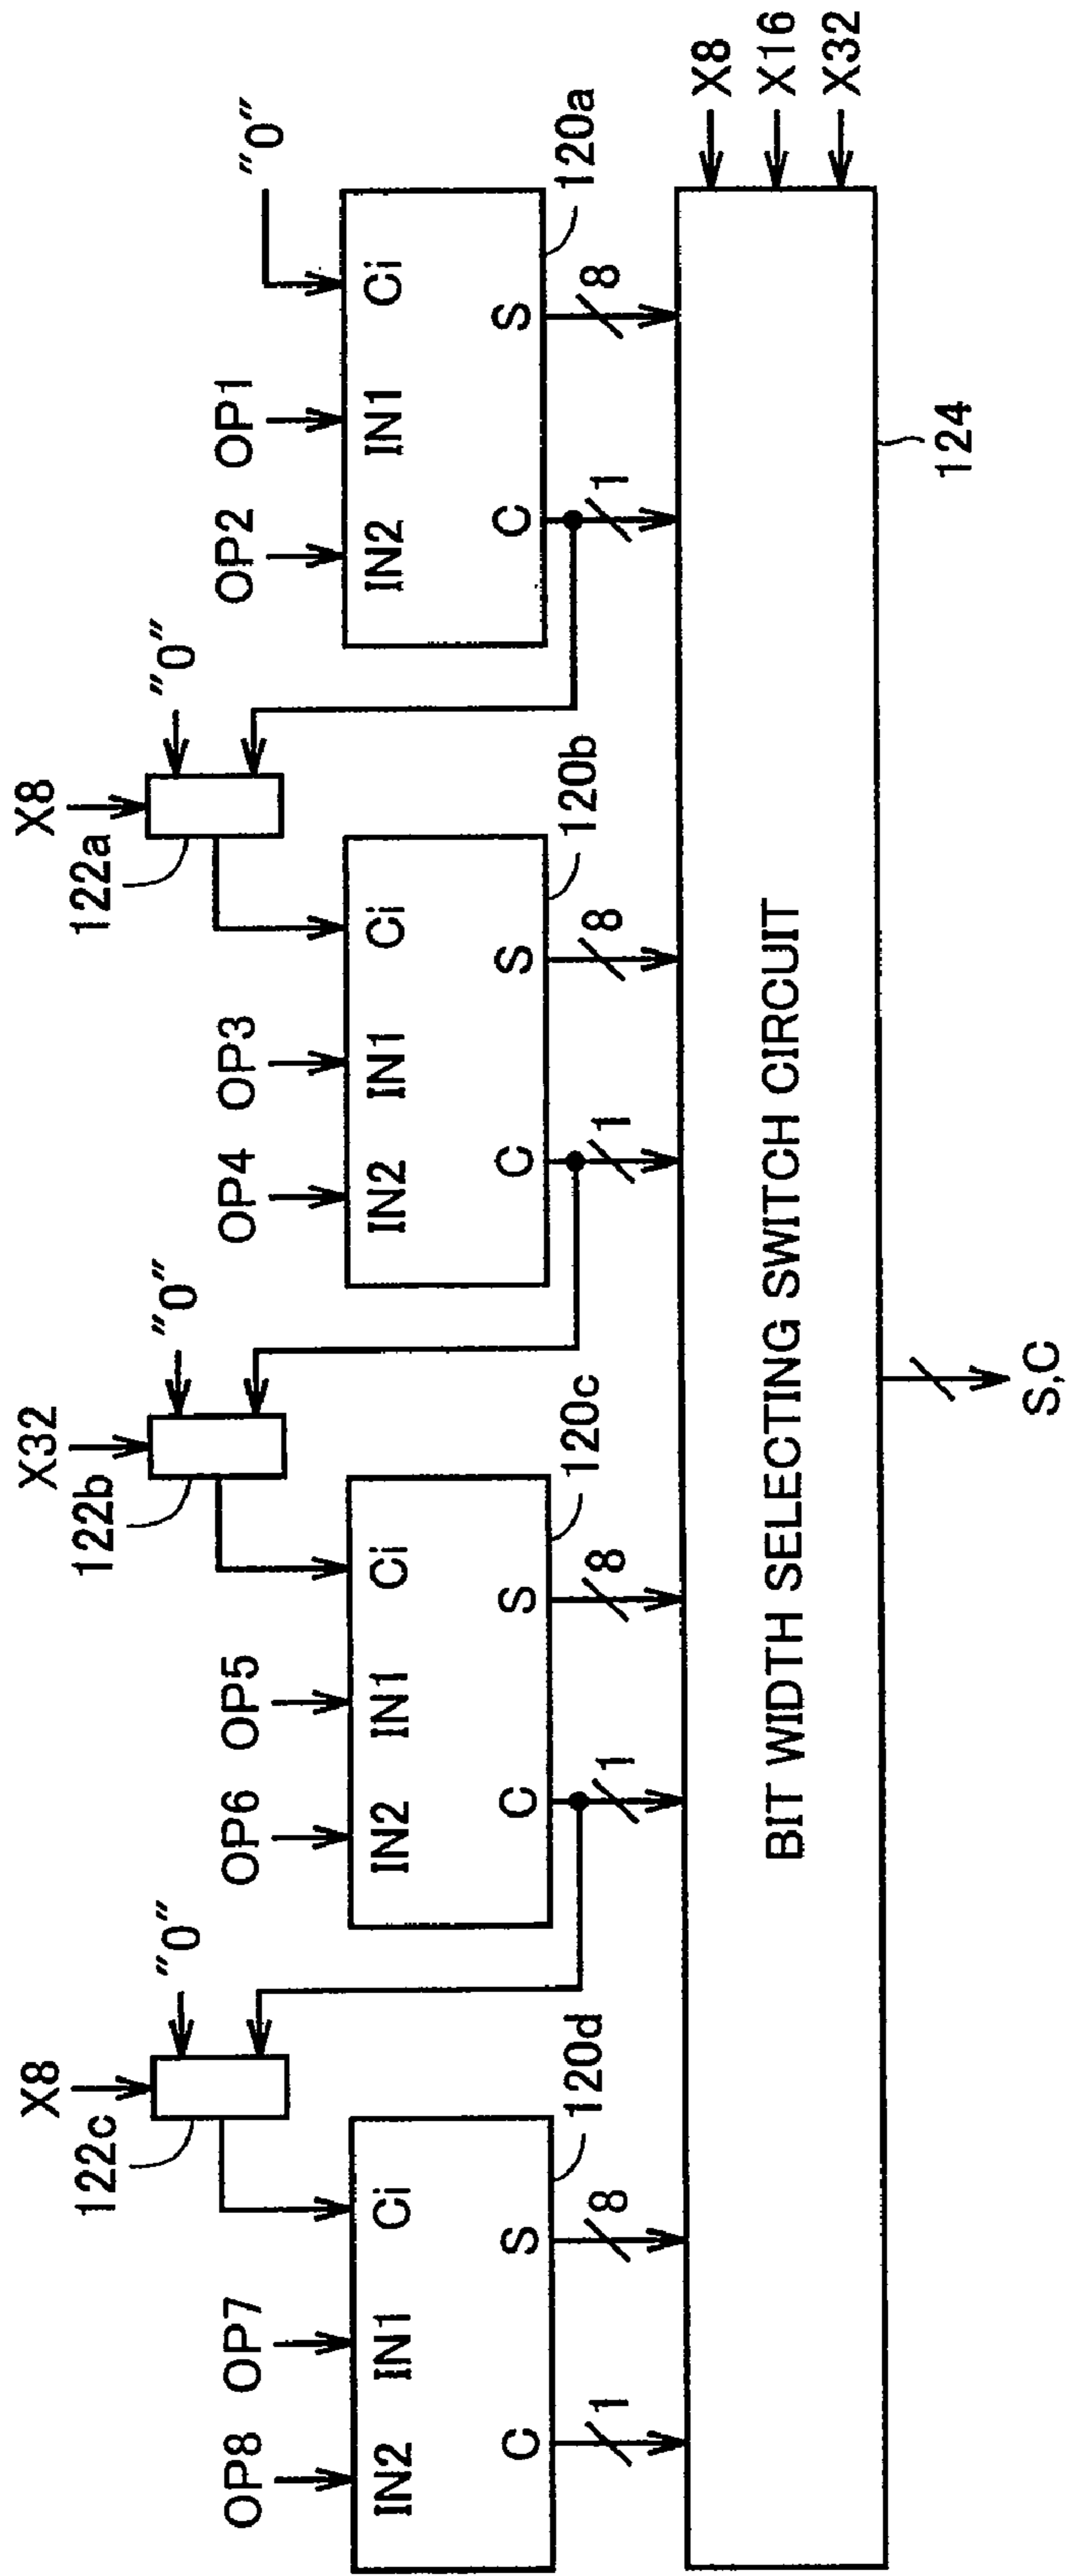 X8 X32 X8
122c 122b 122a
"0" "0" "0" "0"
OP8 OP7 OP6 OP5 OP4 OP3 OP2 OP1
IN2 IN1 Ci IN2 IN1 Ci IN2 IN1 Ci IN2 IN1 Ci
C S C S C S C S
120d 120c 120b 120a
1 8 1 8 1 8 1 8
X8
X16
X32
BIT WIDTH SELECTING SWITCH CIRCUIT
124
S,C